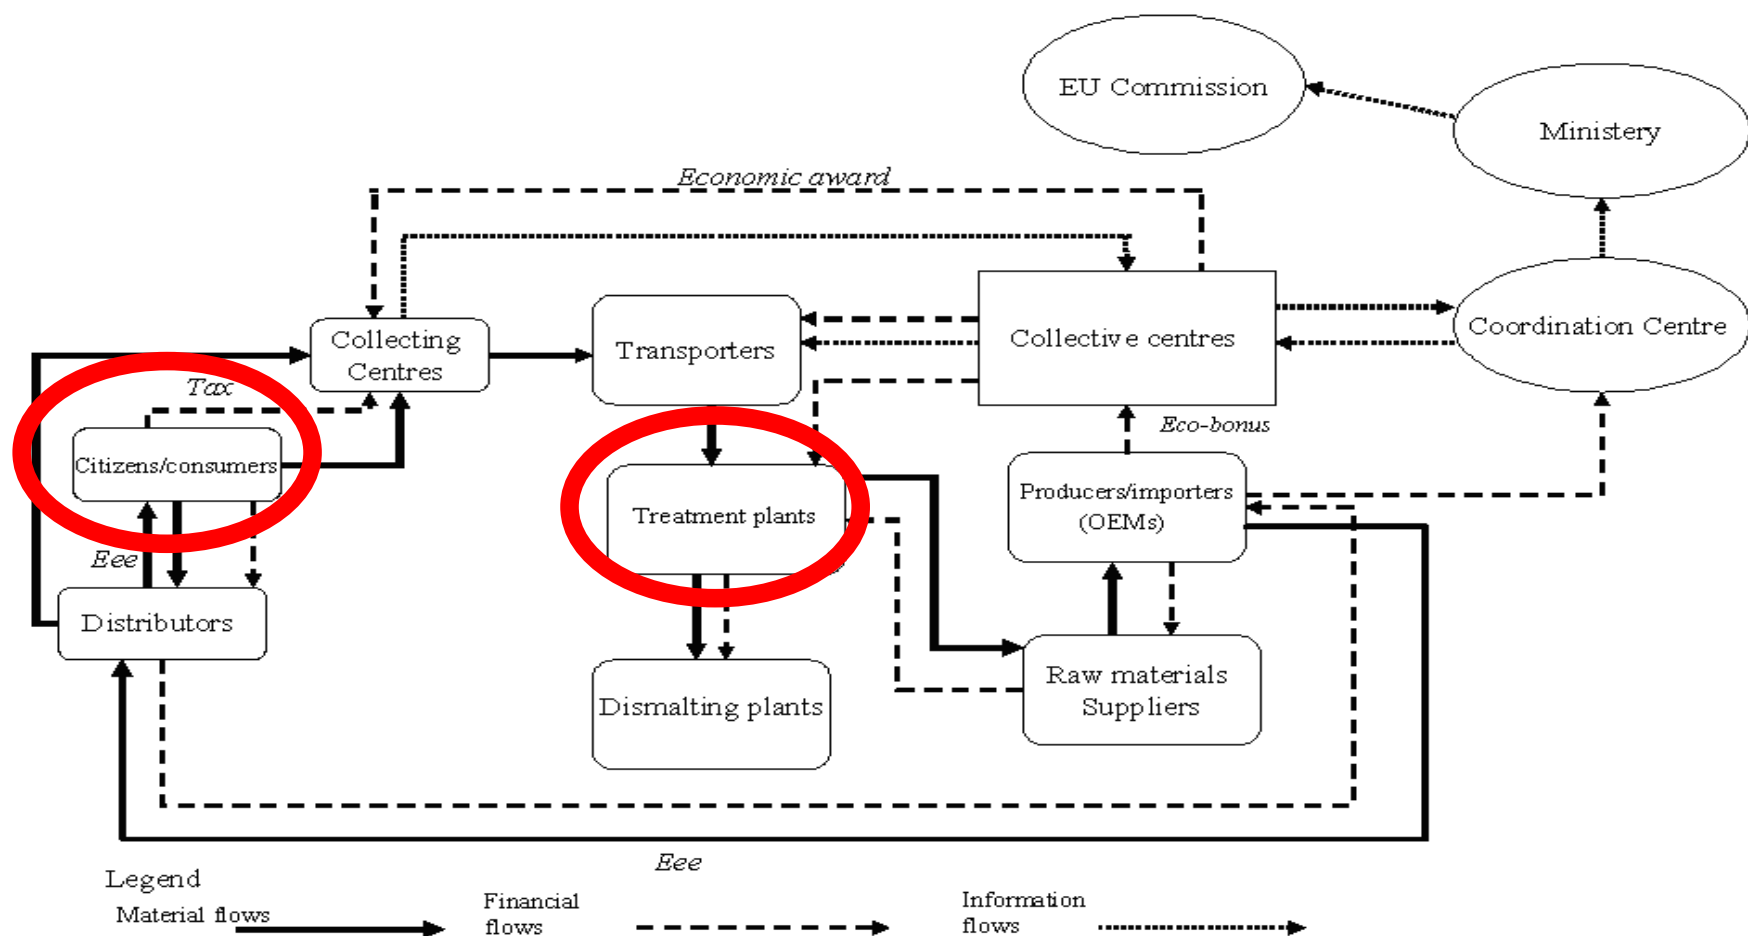 EU Commission
Ministery
Economic award
Collecting
Centres
Transporters
Collective centres
Coordination Centre
Tax
Eco-bonus
Citizens/consumers
Treatment plants
Producers/importers
(OEMs)
Eee
Distributors
Raw materials
Suppliers
Dismalting plants
Eee
Legend
Material flows
Financial
flows
Information
flows